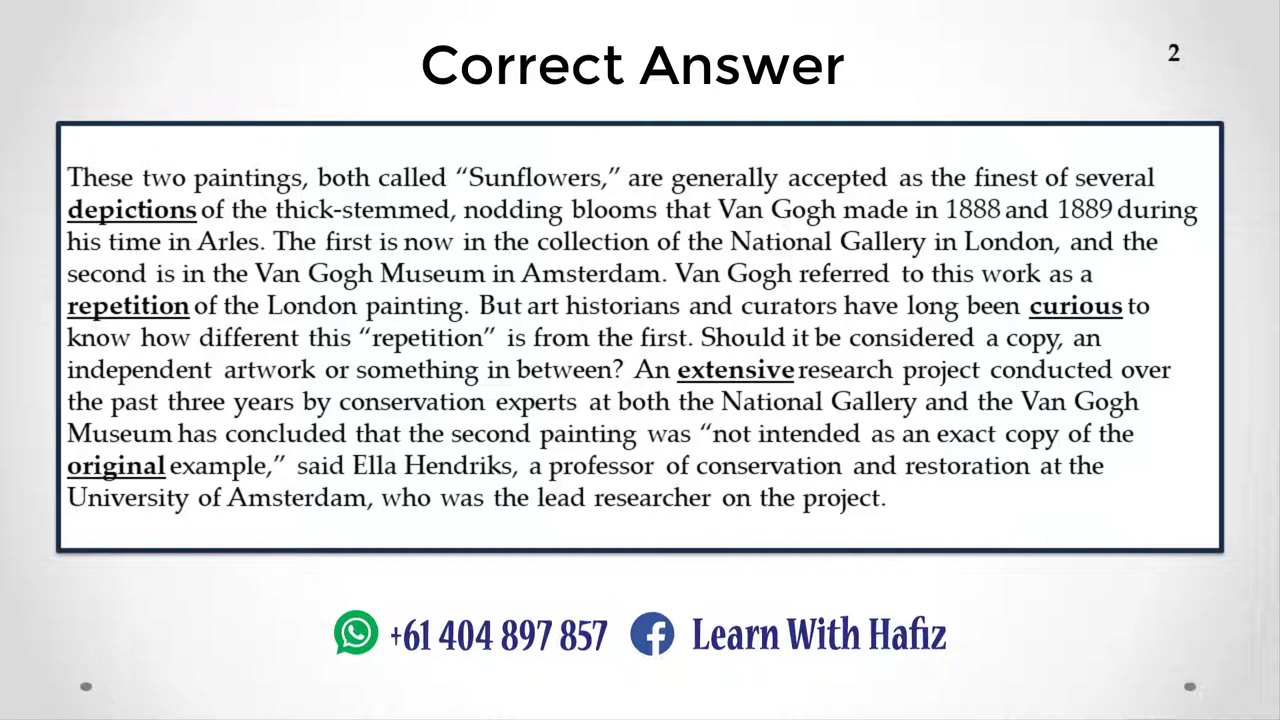 Correct Answer
2
These two paintings, both called “Sunflowers,” are generally accepted as the finest of several
depictions of the thick-stemmed, nodding blooms that Van Gogh made in 1888 and 1889 during
his time in Arles. The first is now in the collection of the National Gallery in London, and the
second is in the Van Gogh Museum in Amsterdam. Van Gogh referred to this work as a
repetition of the London painting. But art historians and curators have long been curious to
know how different this “repetition” is from the first. Should it be considered a copy, an
independent artwork or something in between? An extensive research project conducted over
the past three years by conservation experts at both the National Gallery and the Van Gogh
Museum has concluded that the second painting was “not intended as an exact copy of the
original example,” said Ella Hendriks, a professor of conservation and restoration at the
University of Amsterdam, who was the lead researcher on the project.
+61 404 897 857 Learn With Hafiz